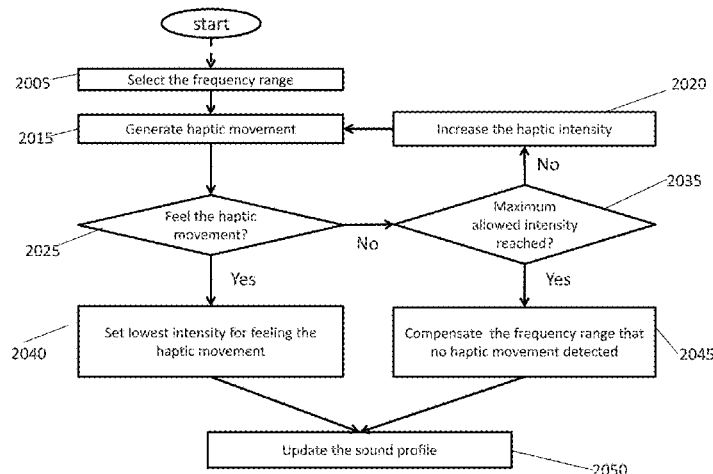 start
2005
Select the frequency range
2020
2015
Generate haptic movement
Increase the haptic intensity
No
2035
Feel the haptic
movement?
Maximum
allowed intensity
reached?
2025
No
Yes
Yes
2040
Set lowest intensity for feeling the
haptic movement
Compensate the frequency range that
no haptic movement detected
2045
Update the sound profile
2050